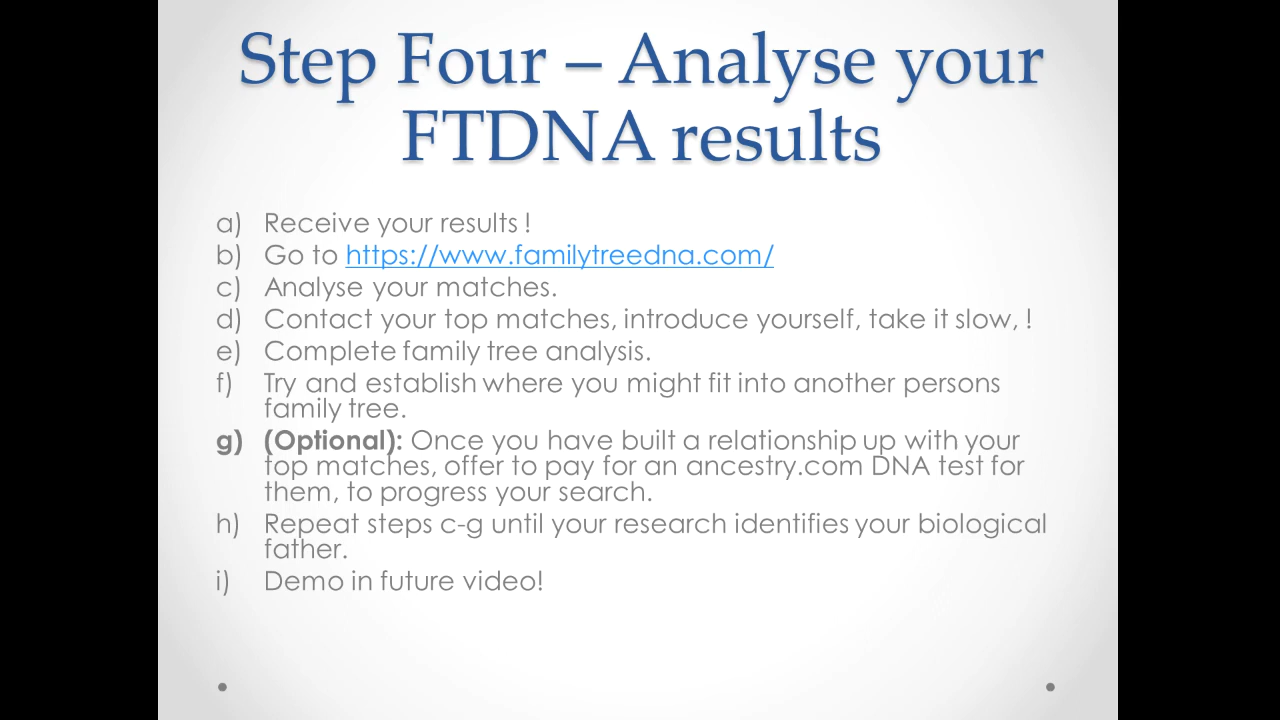 Step Four – Analyse your
FTDNA results
a) Receive your results !
b) Go to https://www.familytreedna.com/
c) Analyse your matches.
d) Contact your top matches, introduce yourself, take it slow, !
e) Complete family tree analysis.
f) Try and establish where you might fit into another persons
family tree.
g) (Optional): Once you have built a relationship up with your
top matches, offer to pay for an ancestry.com DNA test for
them, to progress your search.
h) Repeat steps c-g until your research identifies your biological
father.
i) Demo in future video!